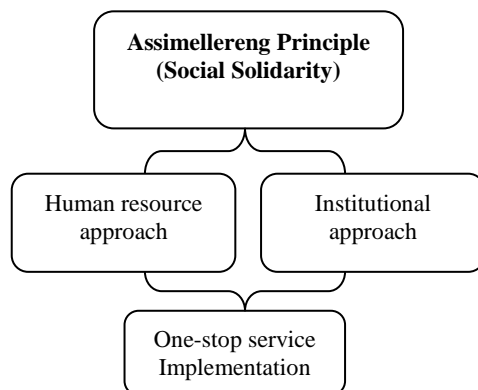 Assimellereng Principle
(Social Solidarity)
Human resource
approach
Institutional
approach
One-stop service
Implementation